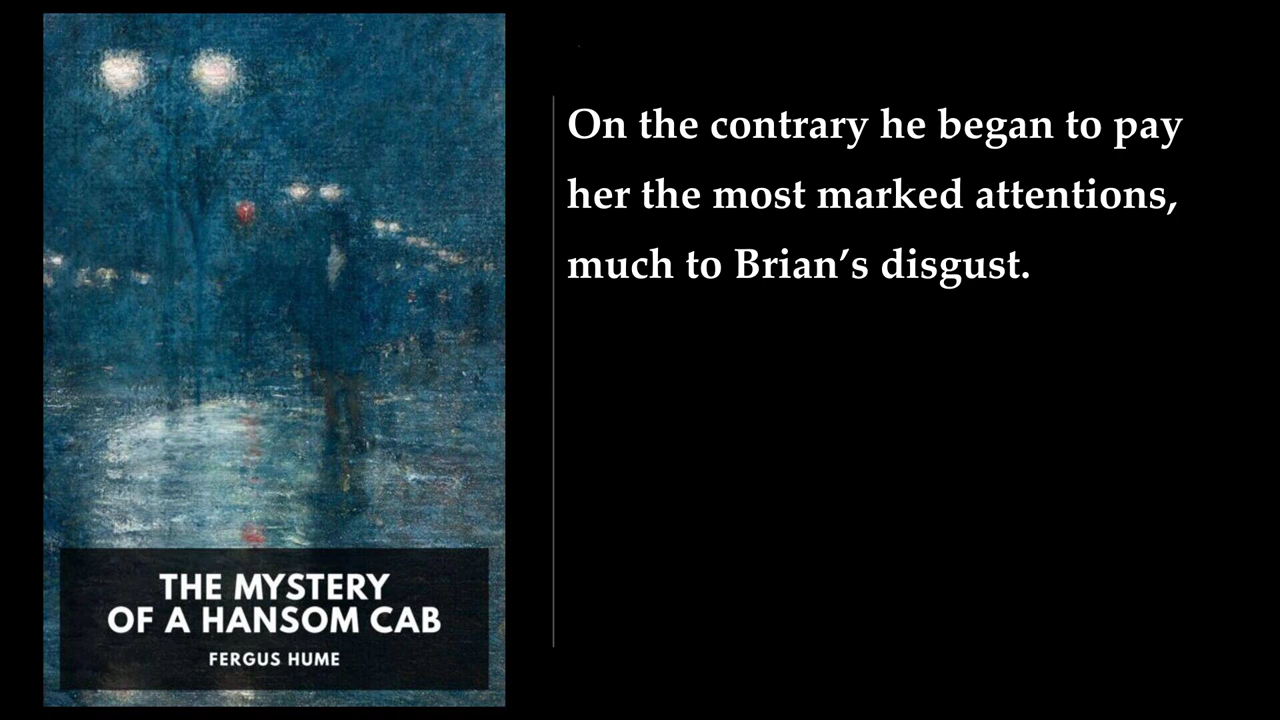 On the contrary he began to pay
her the most marked attentions,
much to Brian’s disgust.
THE MYSTERY
OF A HANSOM CAB
FERGUS HUME